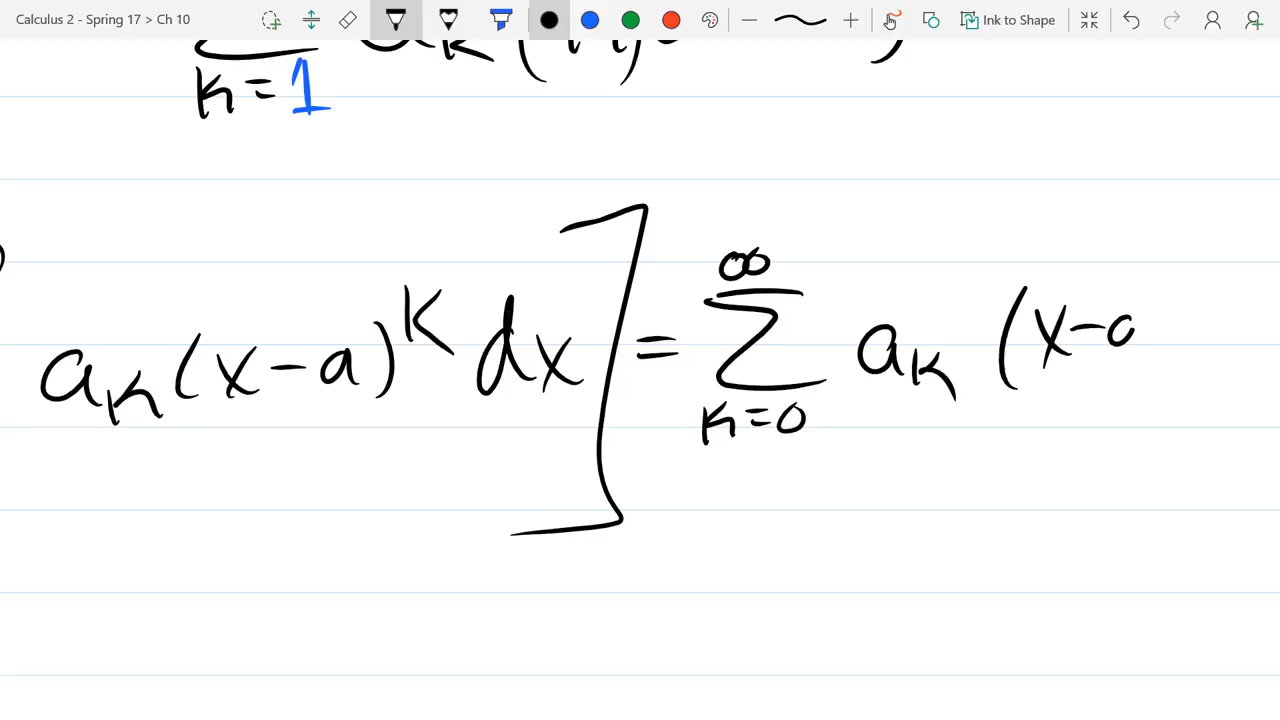 Calculus 2 - Spring 17 > Ch 10 Ink to Shape
k=1
a_k (x-a)^k dx ] = ∞ Σ k=0 a_k (x-a